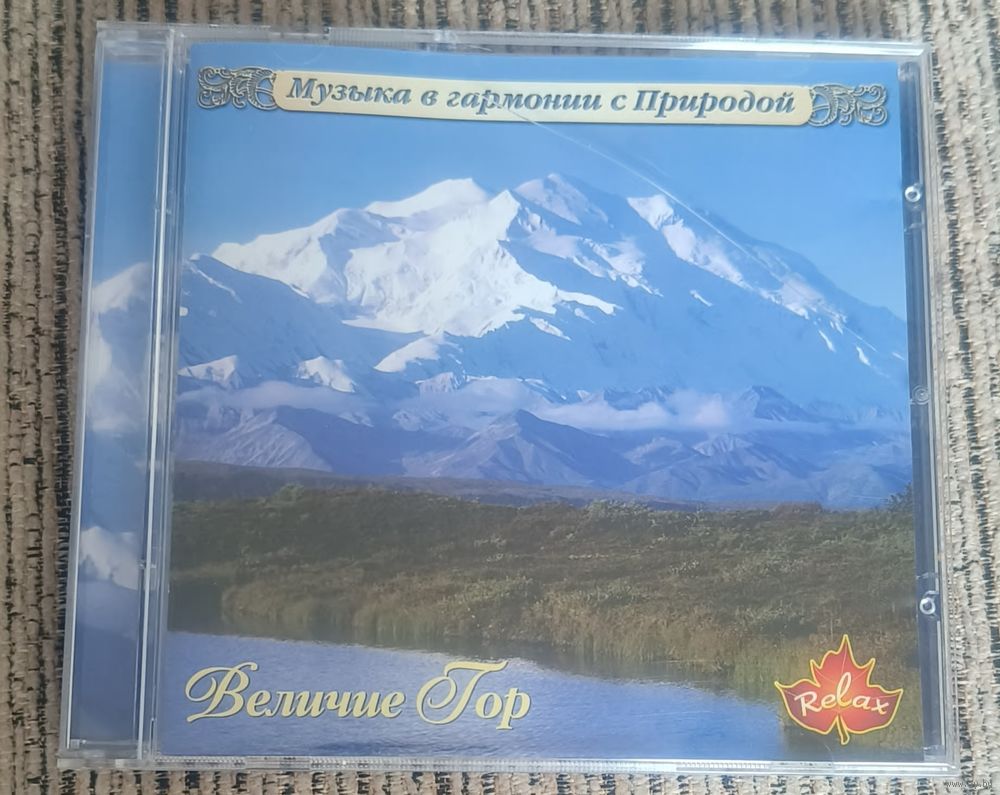 Музыка в гармонии с Природой
Величие Гор
Relax